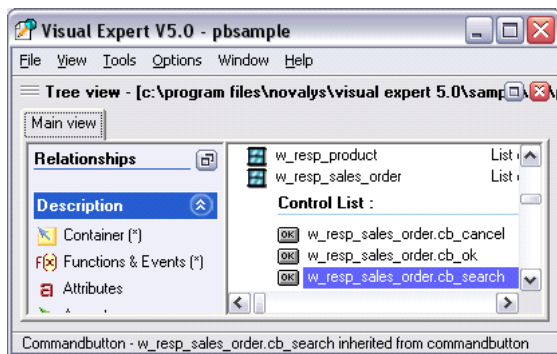 Visual Expert V5.0 - pbsample
File View Tools Options Window Help
Tree view - [c:\program files\novalys\visual expert 5.0\samp
Main view
Relationships
Description
Container (*)
F(x) Functions & Events (*)
a Attributes
w_resp_product List
w_resp_sales_order List
Control List :
OK w_resp_sales_order.cb_cancel
OK w_resp_sales_order.cb_ok
OK w_resp_sales_order.cb_search
Commandbutton - w_resp_sales_order.cb_search inherited from commandbutton